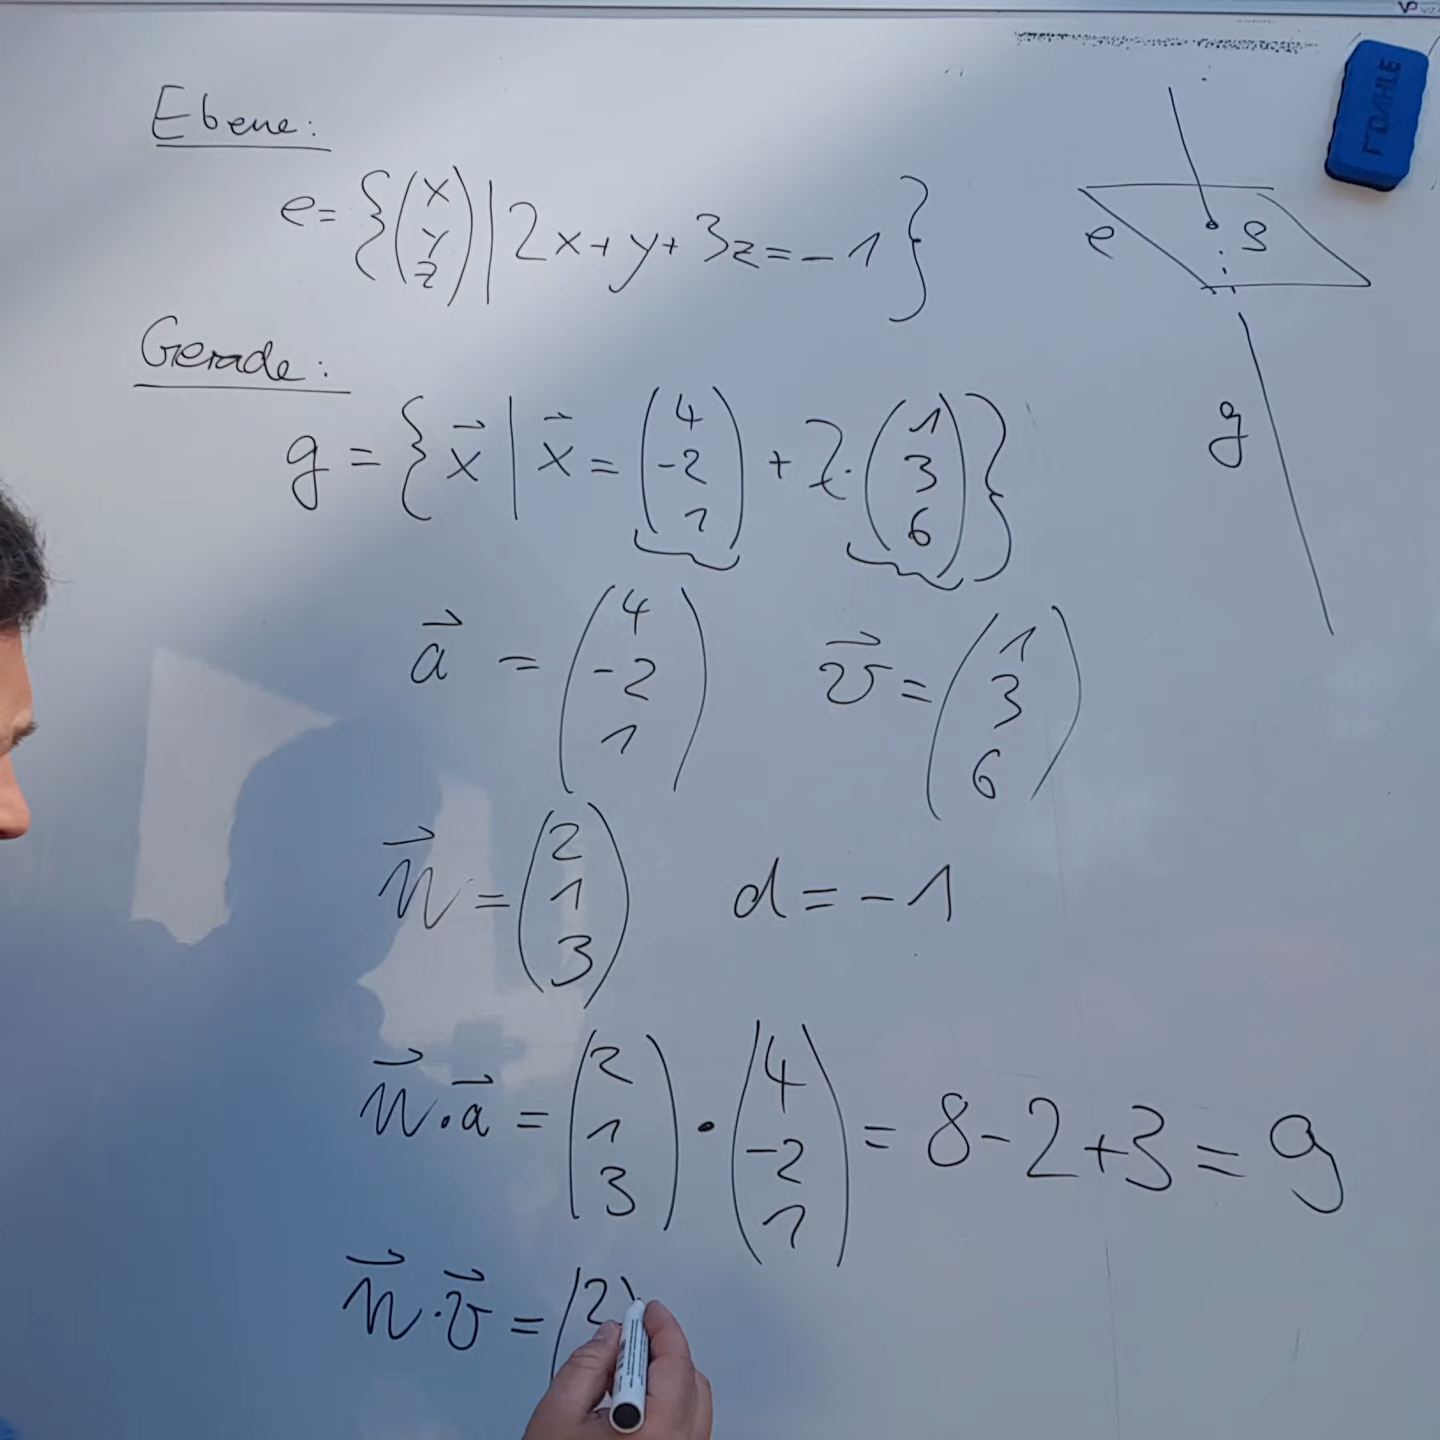 Ebene:
e = { (x y z) | 2x + y + 3z = -1 }
Gerade:
g = { x⃗ | x⃗ = (4 -2 1) + λ · (1 3 6) }
a⃗ = (4 -2 1) v⃗ = (1 3 6)
n⃗ = (2 1 3) d = -1
n⃗ · a⃗ = (2 1 3) · (4 -2 1) = 8 - 2 + 3 = 9
n⃗ · v⃗ = (2)
e S
g
DAHLE